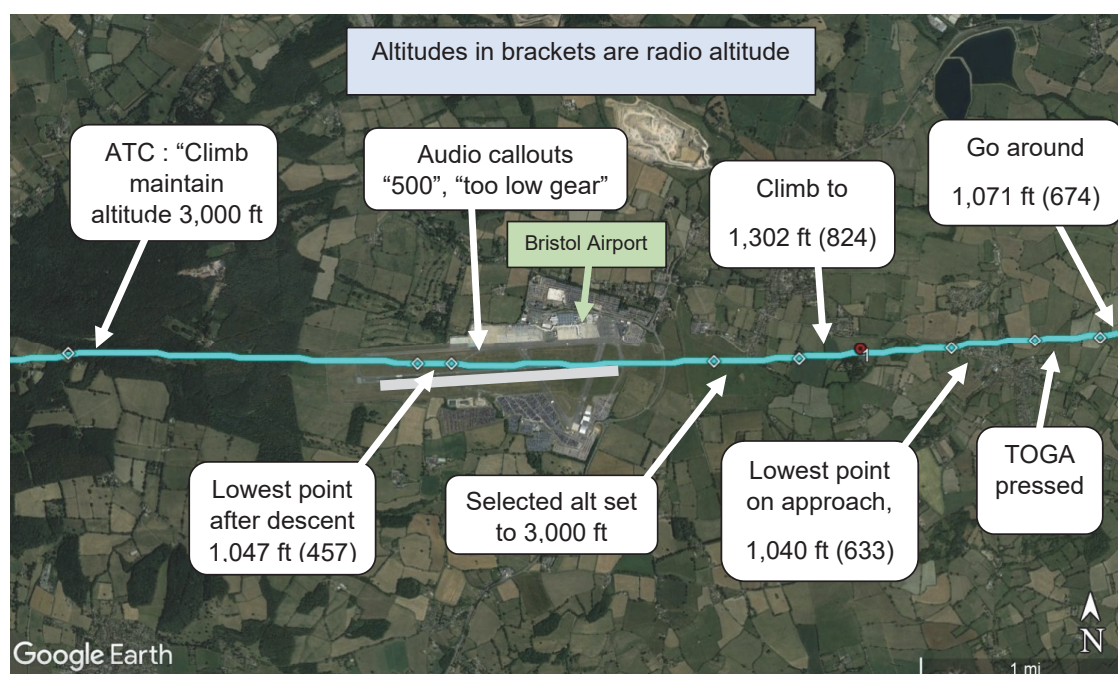 Altitudes in brackets are radio altitude
ATC : “Climb
maintain
altitude 3,000 ft
Audio callouts
“500”, “too low gear”
Bristol Airport
Climb to
1,302 ft (824)
Go around
1,071 ft (674)
1
Lowest point
after descent
1,047 ft (457)
Selected alt set
to 3,000 ft
Lowest point
on approach,
1,040 ft (633)
TOGA
pressed
N
Google Earth
1 mi